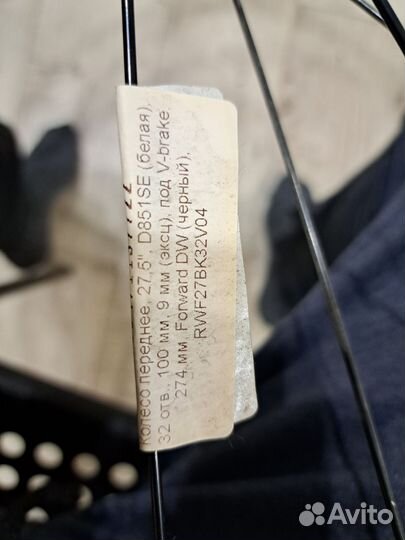 Колесо переднее, 27,5", D851SE (белая),
32 отв., 100 мм, 9 мм (эксц), под V-brake
274 мм, Forward DW (черный),
RWF27BK32V04
Avito